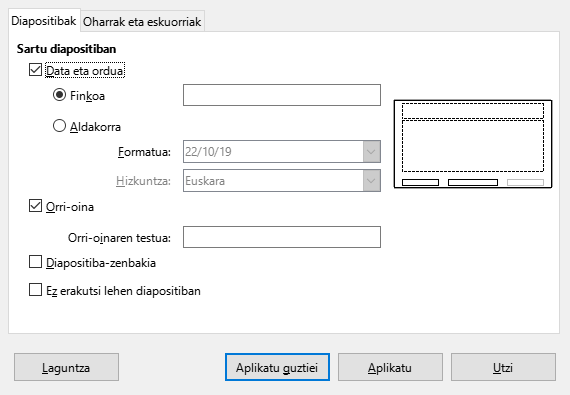 Diapositibak
Oharrak eta eskuorriak
Sartu diapositiban
Data eta ordua
Finkoa
Aldakorra
Formatua:
22/10/19
Hizkuntza:
Euskara
Orri-oina
Orri-oinaren testua:
Diapositiba-zenbakia
Ez erakutsi lehen diapositiban
Laguntza
Aplikatu guztiei
Aplikatu
Utzi